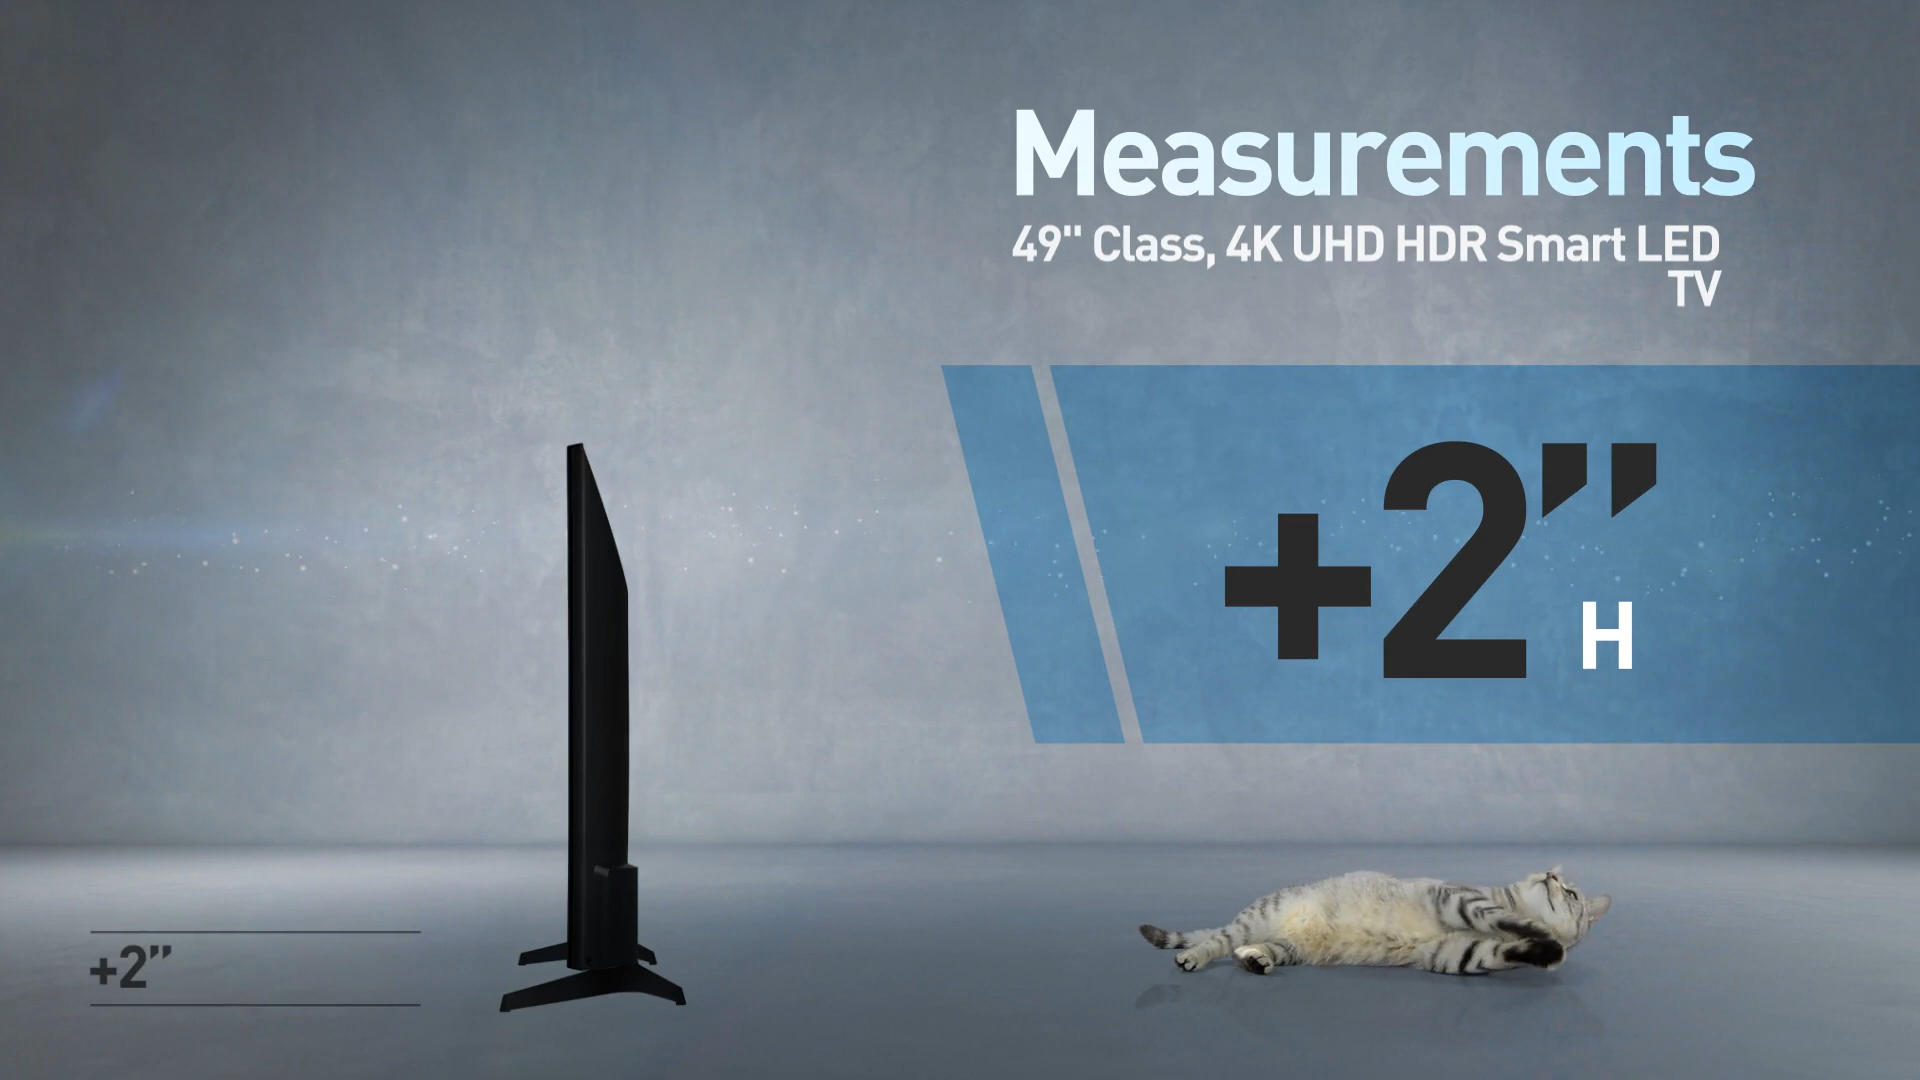 Measurements
49" Class, 4K UHD HDR Smart LED
TV
+2”
H
+2”